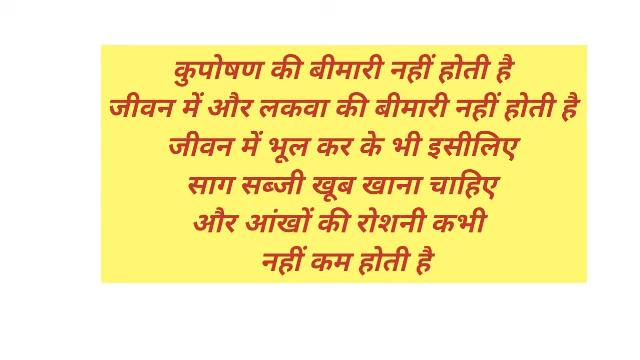 कुपोषण की बीमारी नहीं होती है
जीवन में और लकवा की बीमारी नहीं होती है
जीवन में भूल कर के भी इसीलिए
साग सब्जी खूब खाना चाहिए
और आंखों की रोशनी कभी
नहीं कम होती है